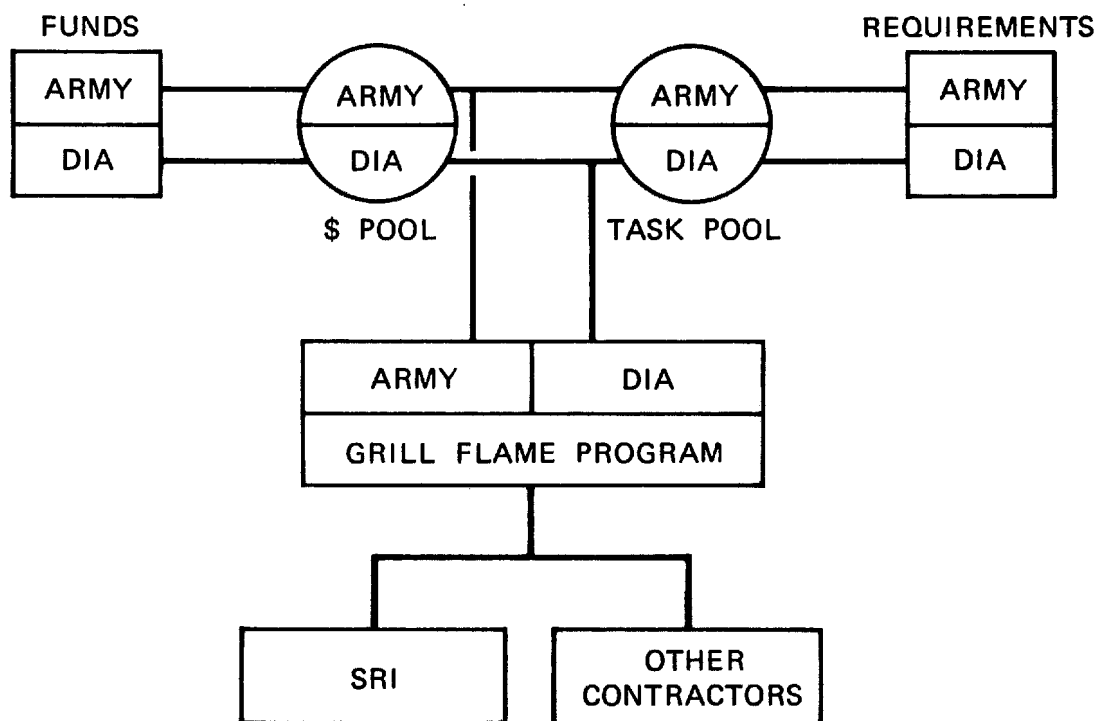 FUNDS
REQUIREMENTS
ARMY
ARMY
ARMY
ARMY
DIA
DIA
DIA
DIA
$ POOL
TASK POOL
ARMY
DIA
GRILL FLAME PROGRAM
SRI
OTHER
CONTRACTORS